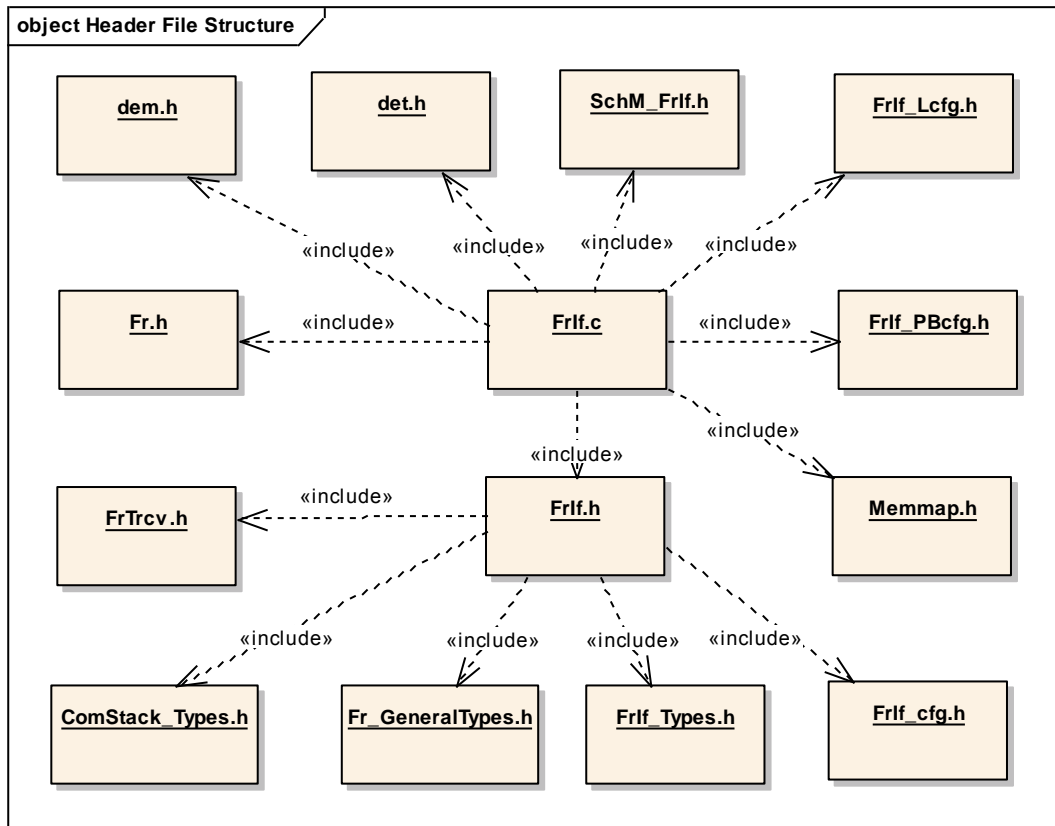 object Header File Structure
dem.h
det.h
SchM_FrIf.h
FrIf_Lcfg.h
«include»
«include»
«include»
«include»
Fr.h
«include»
FrIf.c
«include»
FrIf_PBcfg.h
«include»
«include»
FrTrcv.h
«include»
FrIf.h
Memmap.h
«include»
«include»
«include»
«include»
ComStack_Types.h
Fr_GeneralTypes.h
FrIf_Types.h
FrIf_cfg.h